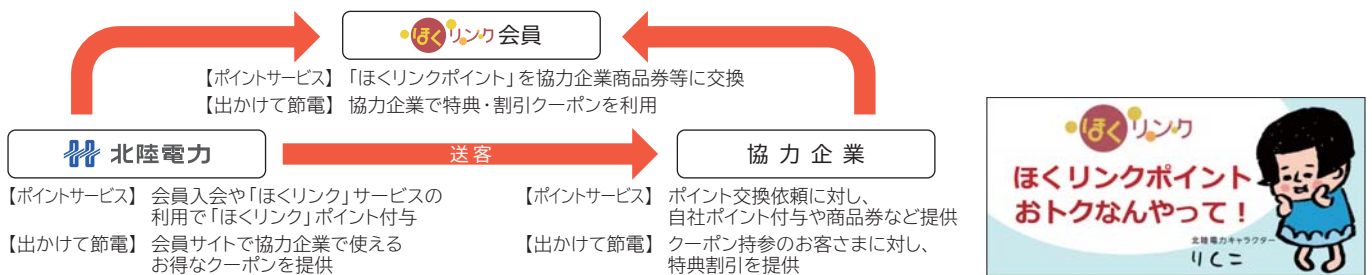 ほくリンク会員
【ポイントサービス】 「ほくリンクポイント」を協力企業商品券等に交換
【出かけて節電】 協力企業で特典・割引クーポンを利用
北陸電力
送客
協力企業
【ポイントサービス】 会員入会や「ほくリンク」サービスの
利用で「ほくリンク」ポイント付与
【出かけて節電】 会員サイトで協力企業で使える
お得なクーポンを提供
【ポイントサービス】 ポイント交換依頼に対し、
自社ポイント付与や商品券など提供
【出かけて節電】 クーポン持参のお客さまに対し、
特典割引を提供
ほくリンク
ほくリンクポイント
おトクなんやって！
北陸電力キャラクター
りくこ